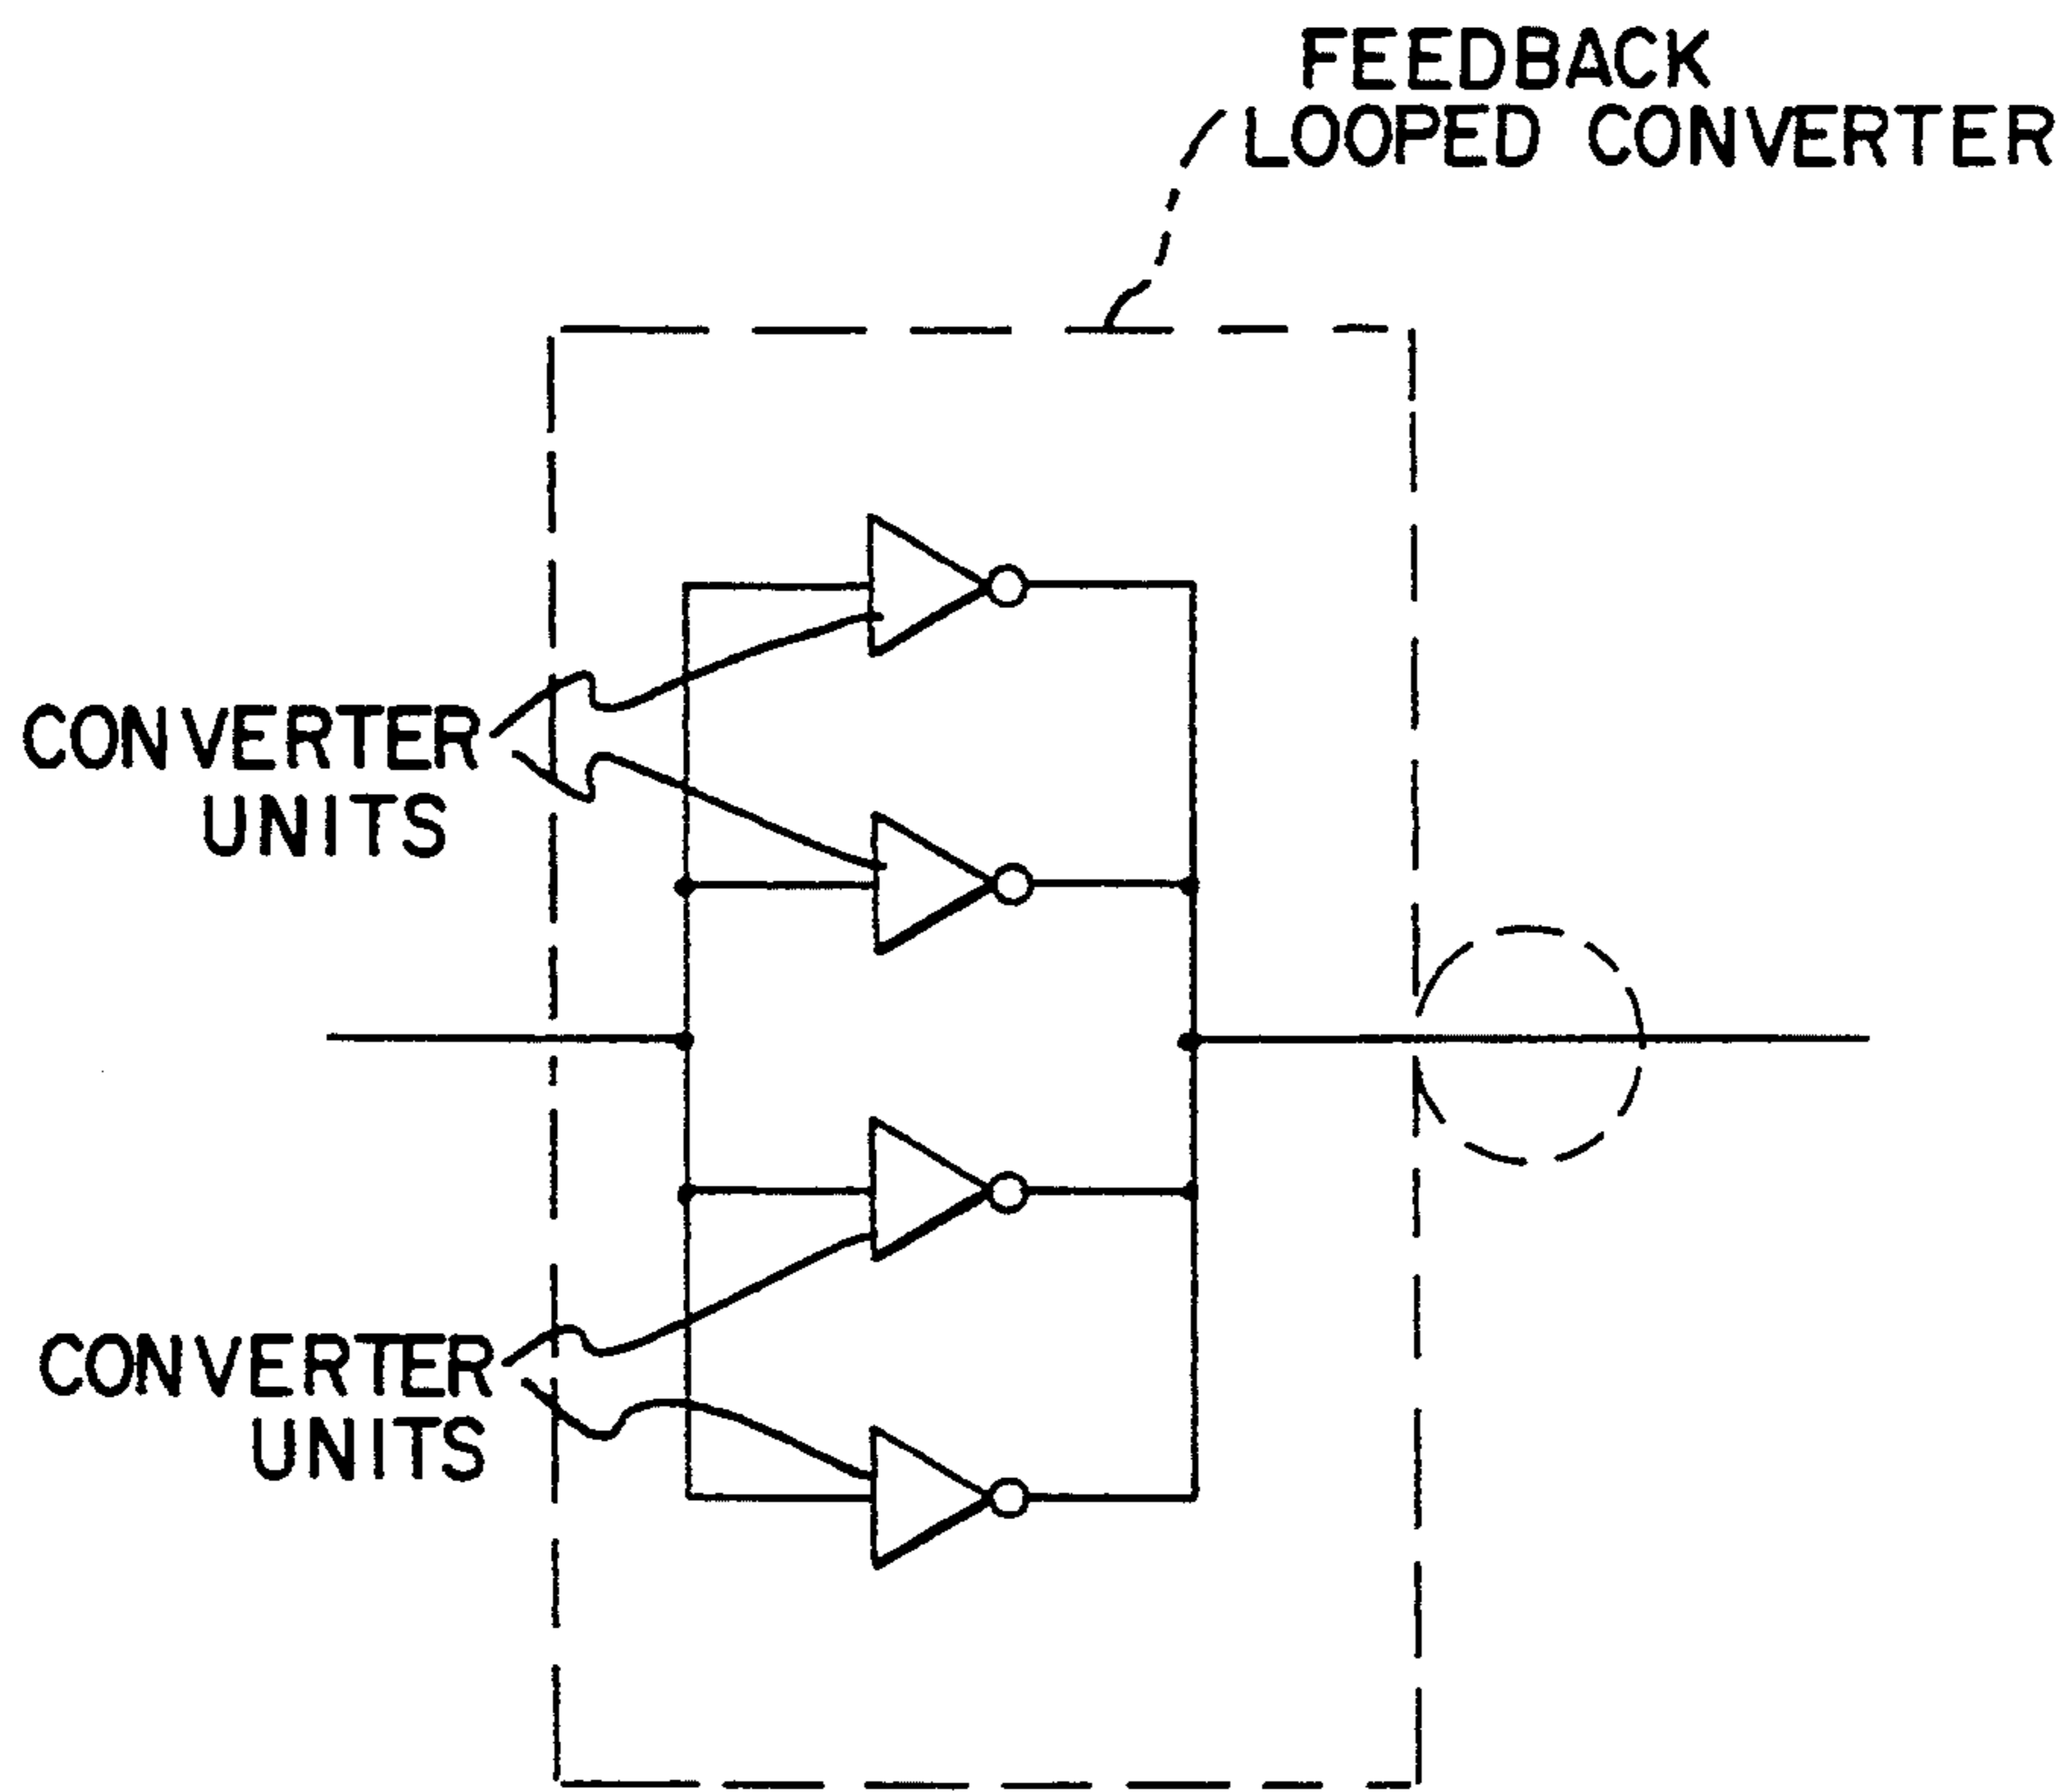 FEEDBACK
LOOPED CONVERTER
CONVERTER
UNITS
CONVERTER
UNITS